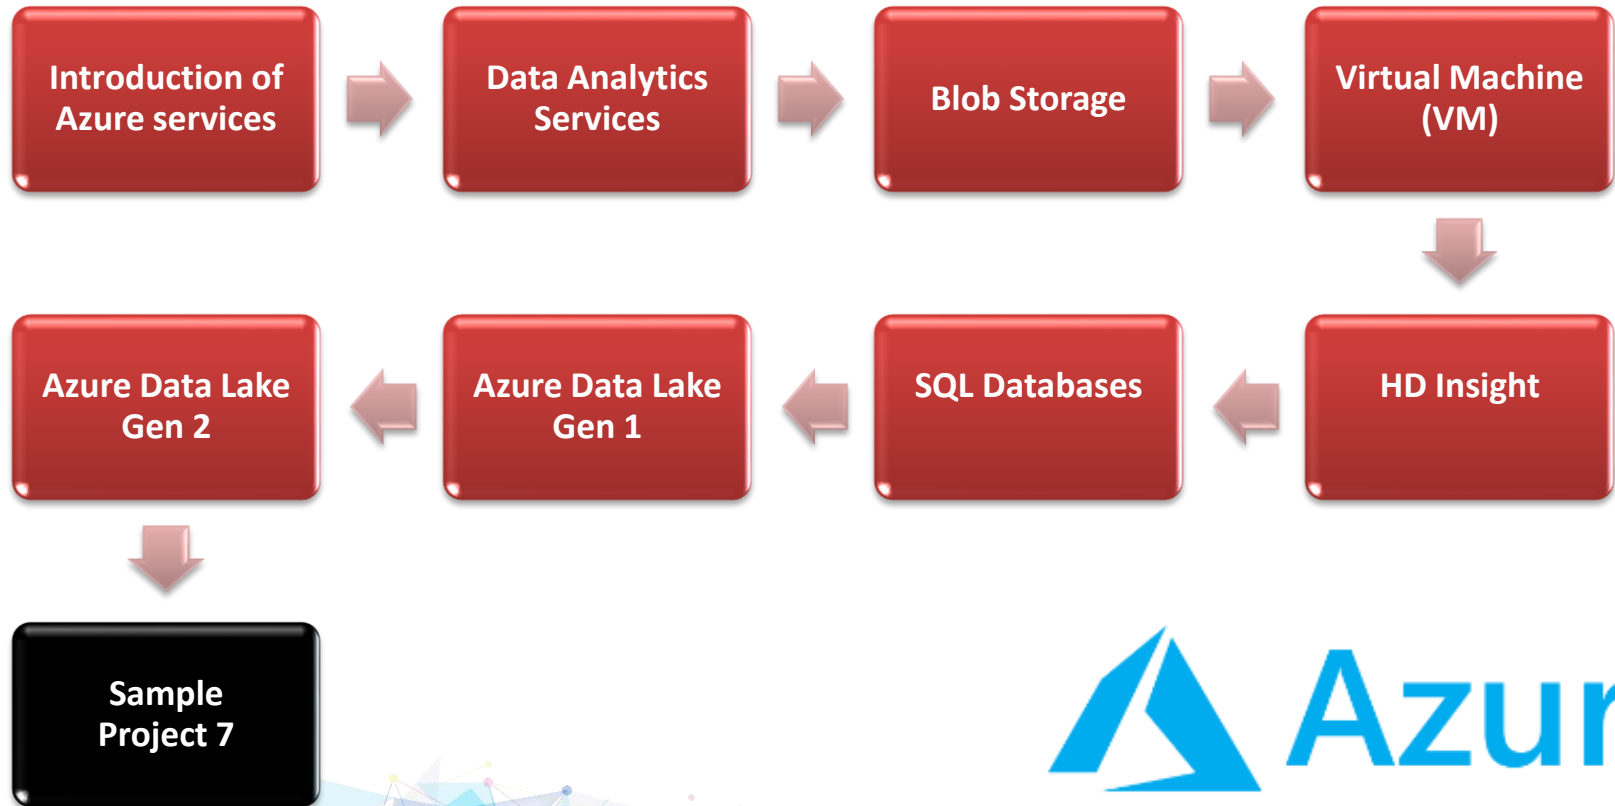 Introduction of
Azure services
Data Analytics
Services
Blob Storage
Virtual Machine
(VM)
HD Insight
SQL Databases
Azure Data Lake
Gen 1
Azure Data Lake
Gen 2
Sample
Project 7
Azur